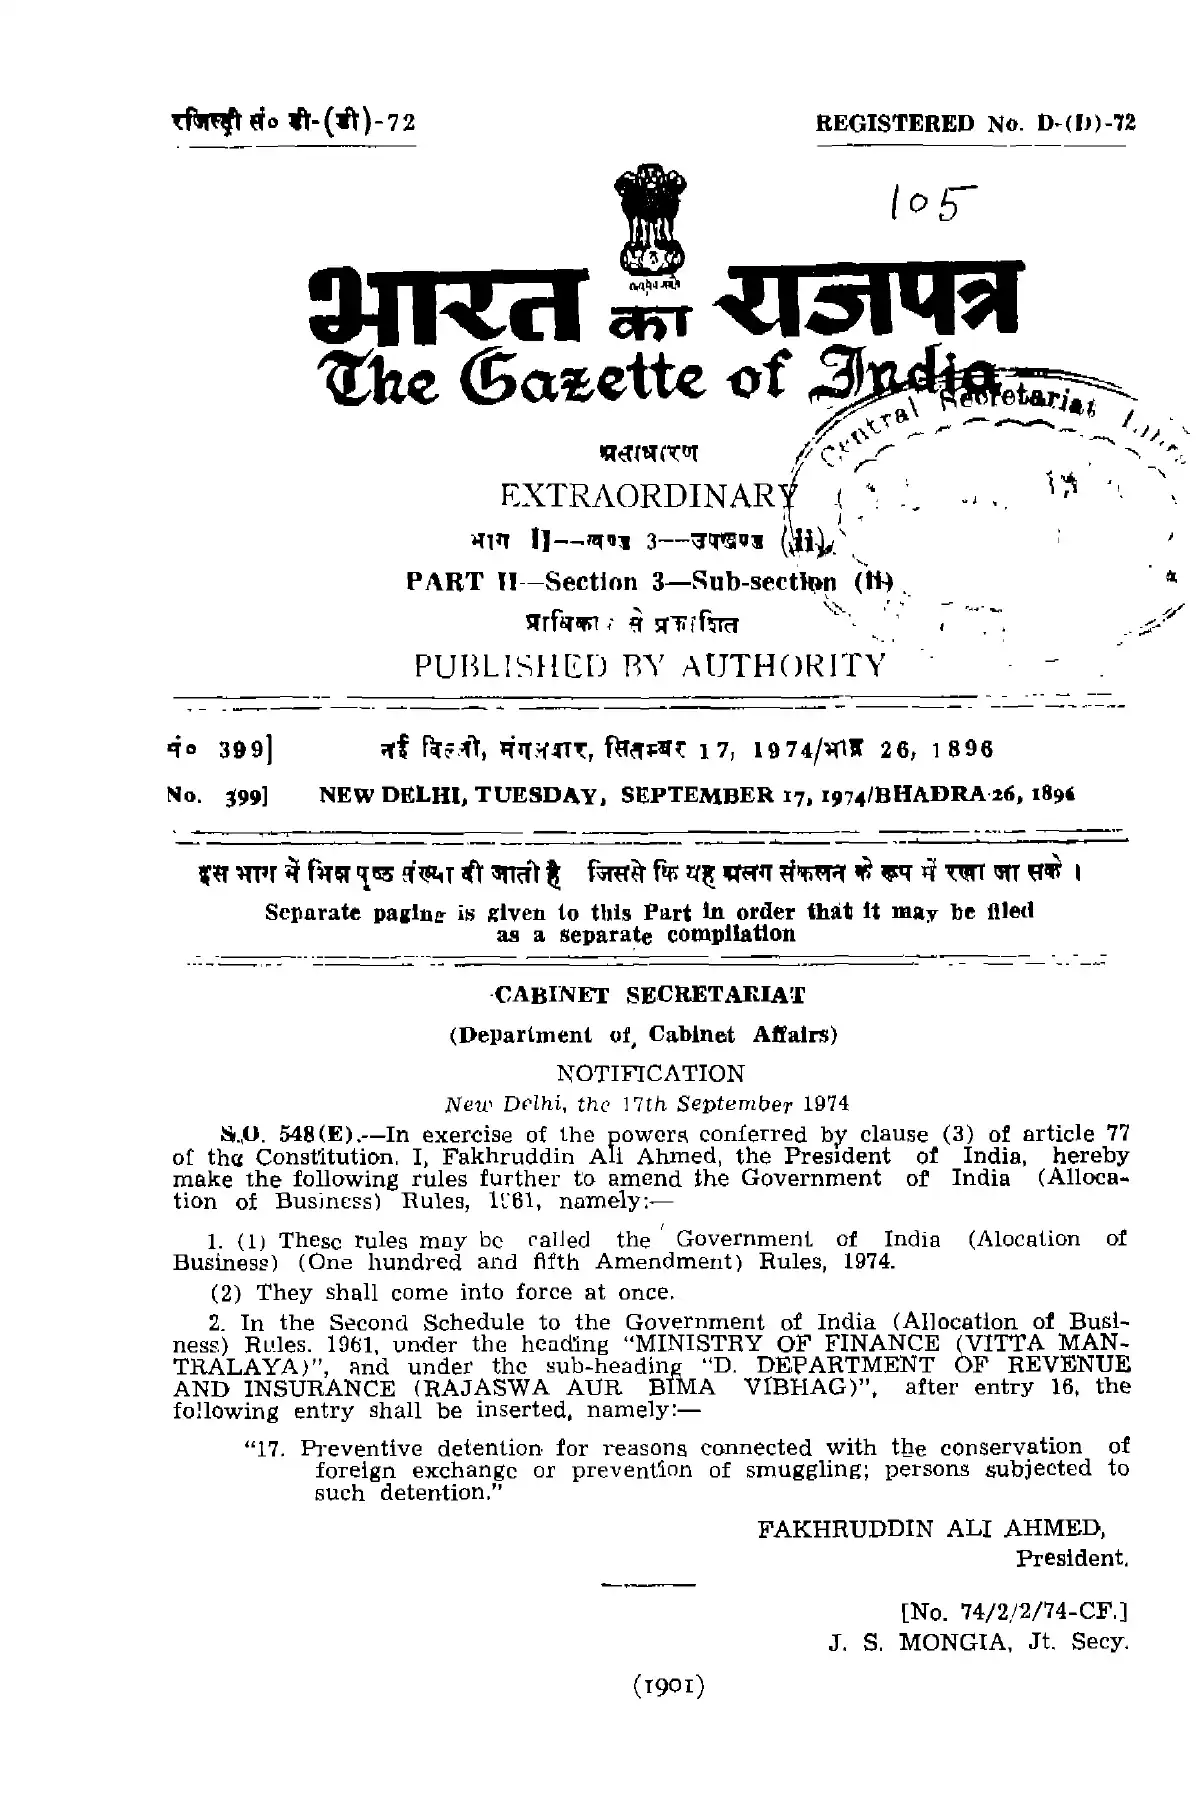 रजिस्ट्री सं० डी-(डी)-72
REGISTERED No. D-(D)-72
105
भारत का राजपत्र
The Gazette of India
Central Secretariat
असाधारण
EXTRAORDINARY
भाग II--खण्ड 3--उपखण्ड (ii)
PART II—Section 3—Sub-section (ii)
प्राधिकार से प्रकाशित
PUBLISHED BY AUTHORITY
सं० 399]
नई दिल्ली, मंगलवार, सितम्बर 17, 1974/भाद्र 26, 1896
No. 399]
NEW DELHI, TUESDAY, SEPTEMBER 17, 1974/BHADRA 26, 1896
इस भाग में भिन्न पृष्ठ संख्या दी जाती है जिससे कि यह अलग संकलन के रूप में रखा जा सके ।
Separate paging is given to this Part in order that it may be filed
as a separate compilation
CABINET SECRETARIAT
(Department of Cabinet Affairs)
NOTIFICATION
New Delhi, the 17th September 1974
S.O. 548(E).—In exercise of the powers conferred by clause (3) of article 77
of the Constitution, I, Fakhruddin Ali Ahmed, the President of India, hereby
make the following rules further to amend the Government of India (Alloca-
tion of Business) Rules, 1961, namely:—
1. (1) These rules may be called the Government of India (Alocation of
Business) (One hundred and fifth Amendment) Rules, 1974.
(2) They shall come into force at once.
2. In the Second Schedule to the Government of India (Allocation of Busi-
ness) Rules. 1961, under the heading "MINISTRY OF FINANCE (VITTA MAN-
TRALAYA)", and under the sub-heading "D. DEPARTMENT OF REVENUE
AND INSURANCE (RAJASWA AUR BIMA VIBHAG)", after entry 16, the
following entry shall be inserted, namely:—
"17. Preventive detention for reasons connected with the conservation of
foreign exchange or prevention of smuggling; persons subjected to
such detention."
FAKHRUDDIN ALI AHMED,
President.
[No. 74/2/2/74-CF.]
J. S. MONGIA, Jt. Secy.
(1901)